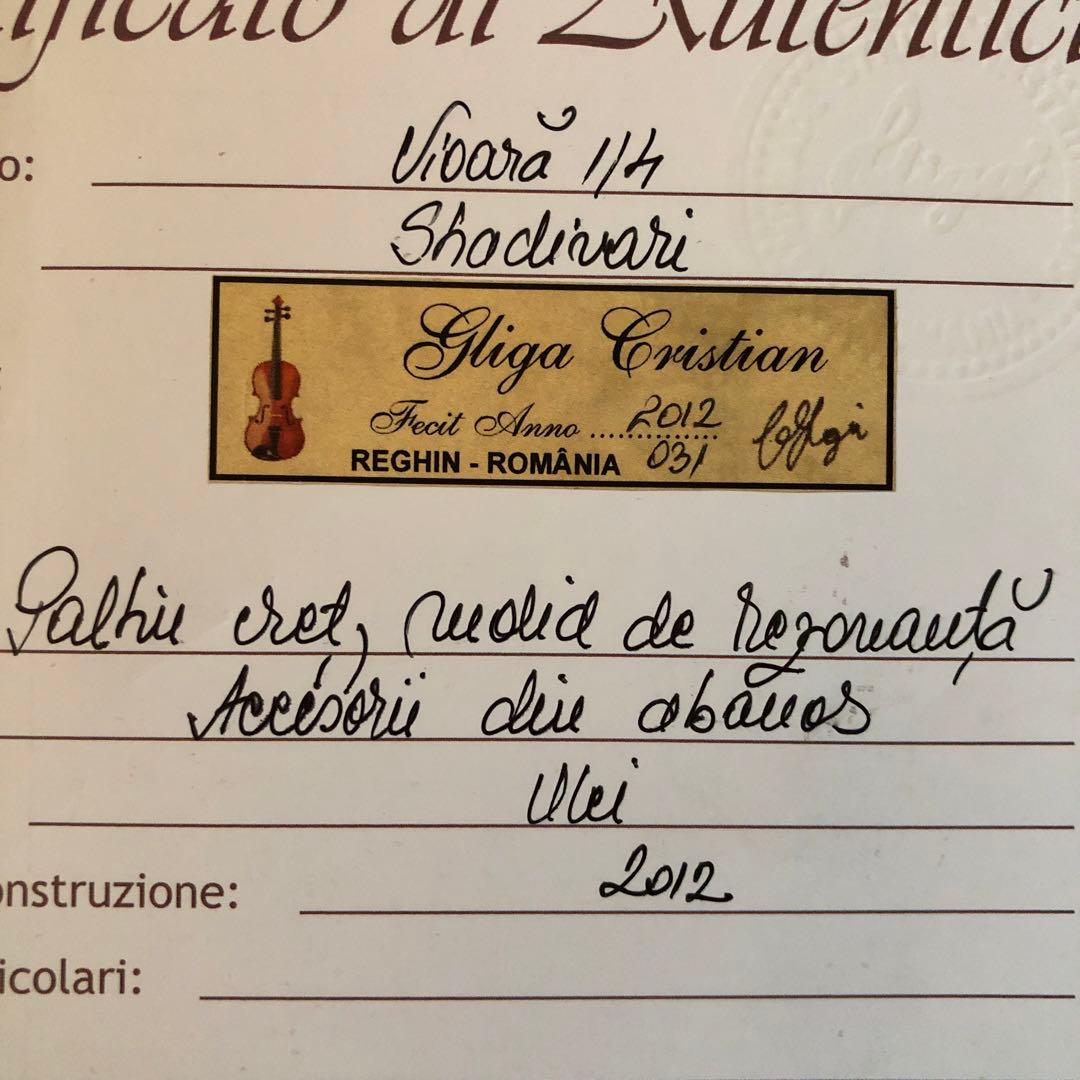 ificato di Autentici
o: Vioară 1/4
Stradivari
Gliga Cristian
Fecit Anno ..... 2012
REGHIN - ROMÂNIA 031
Paltin creț, molid de rezonanță
Accesorii din abanos
Ulei
onstruzione: 2012
icolari: